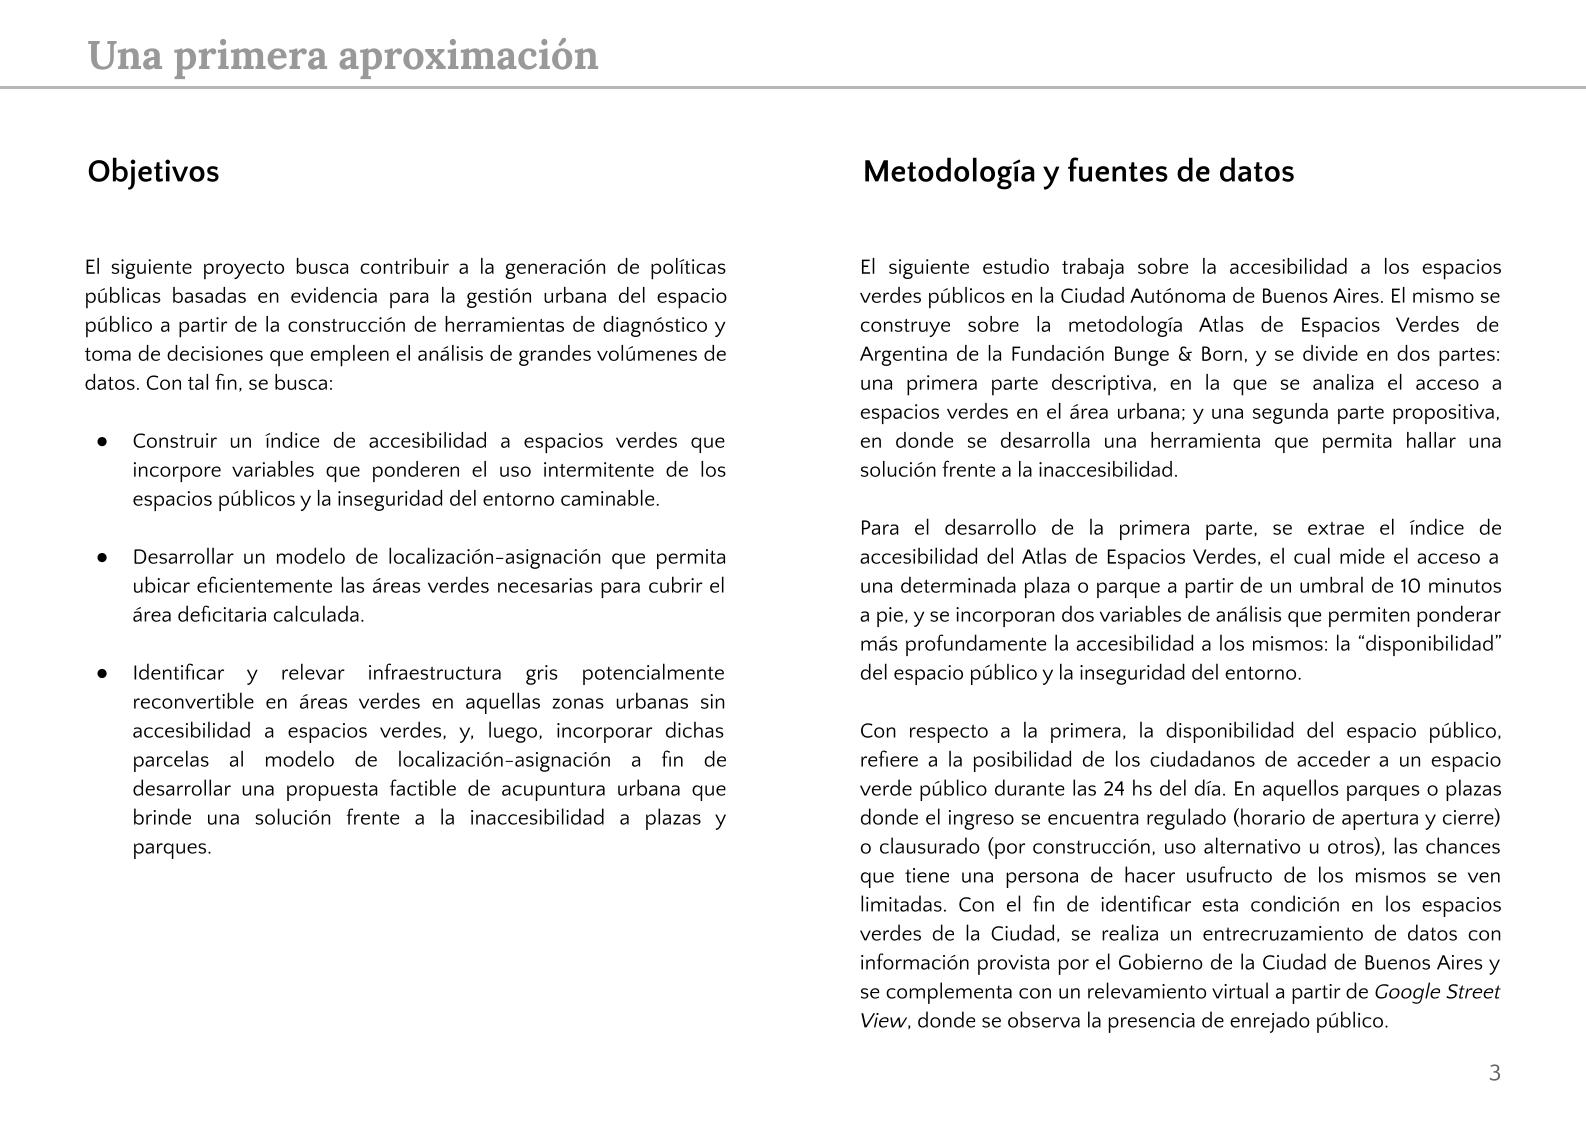 Una primera aproximación
Objetivos
El siguiente proyecto busca contribuir a la generación de políticas
públicas basadas en evidencia para la gestión urbana del espacio
público a partir de la construcción de herramientas de diagnóstico y
toma de decisiones que empleen el análisis de grandes volúmenes de
datos. Con tal fin, se busca:
● Construir un índice de accesibilidad a espacios verdes que
incorpore variables que ponderen el uso intermitente de los
espacios públicos y la inseguridad del entorno caminable.
● Desarrollar un modelo de localización-asignación que permita
ubicar eficientemente las áreas verdes necesarias para cubrir el
área deficitaria calculada.
● Identificar y relevar infraestructura gris potencialmente
reconvertible en áreas verdes en aquellas zonas urbanas sin
accesibilidad a espacios verdes, y, luego, incorporar dichas
parcelas al modelo de localización-asignación a fin de
desarrollar una propuesta factible de acupuntura urbana que
brinde una solución frente a la inaccesibilidad a plazas y
parques.
Metodología y fuentes de datos
El siguiente estudio trabaja sobre la accesibilidad a los espacios
verdes públicos en la Ciudad Autónoma de Buenos Aires. El mismo se
construye sobre la metodología Atlas de Espacios Verdes de
Argentina de la Fundación Bunge & Born, y se divide en dos partes:
una primera parte descriptiva, en la que se analiza el acceso a
espacios verdes en el área urbana; y una segunda parte propositiva,
en donde se desarrolla una herramienta que permita hallar una
solución frente a la inaccesibilidad.
Para el desarrollo de la primera parte, se extrae el índice de
accesibilidad del Atlas de Espacios Verdes, el cual mide el acceso a
una determinada plaza o parque a partir de un umbral de 10 minutos
a pie, y se incorporan dos variables de análisis que permiten ponderar
más profundamente la accesibilidad a los mismos: la “disponibilidad”
del espacio público y la inseguridad del entorno.
Con respecto a la primera, la disponibilidad del espacio público,
refiere a la posibilidad de los ciudadanos de acceder a un espacio
verde público durante las 24 hs del día. En aquellos parques o plazas
donde el ingreso se encuentra regulado (horario de apertura y cierre)
o clausurado (por construcción, uso alternativo u otros), las chances
que tiene una persona de hacer usufructo de los mismos se ven
limitadas. Con el fin de identificar esta condición en los espacios
verdes de la Ciudad, se realiza un entrecruzamiento de datos con
información provista por el Gobierno de la Ciudad de Buenos Aires y
se complementa con un relevamiento virtual a partir de Google Street
View, donde se observa la presencia de enrejado público.
3